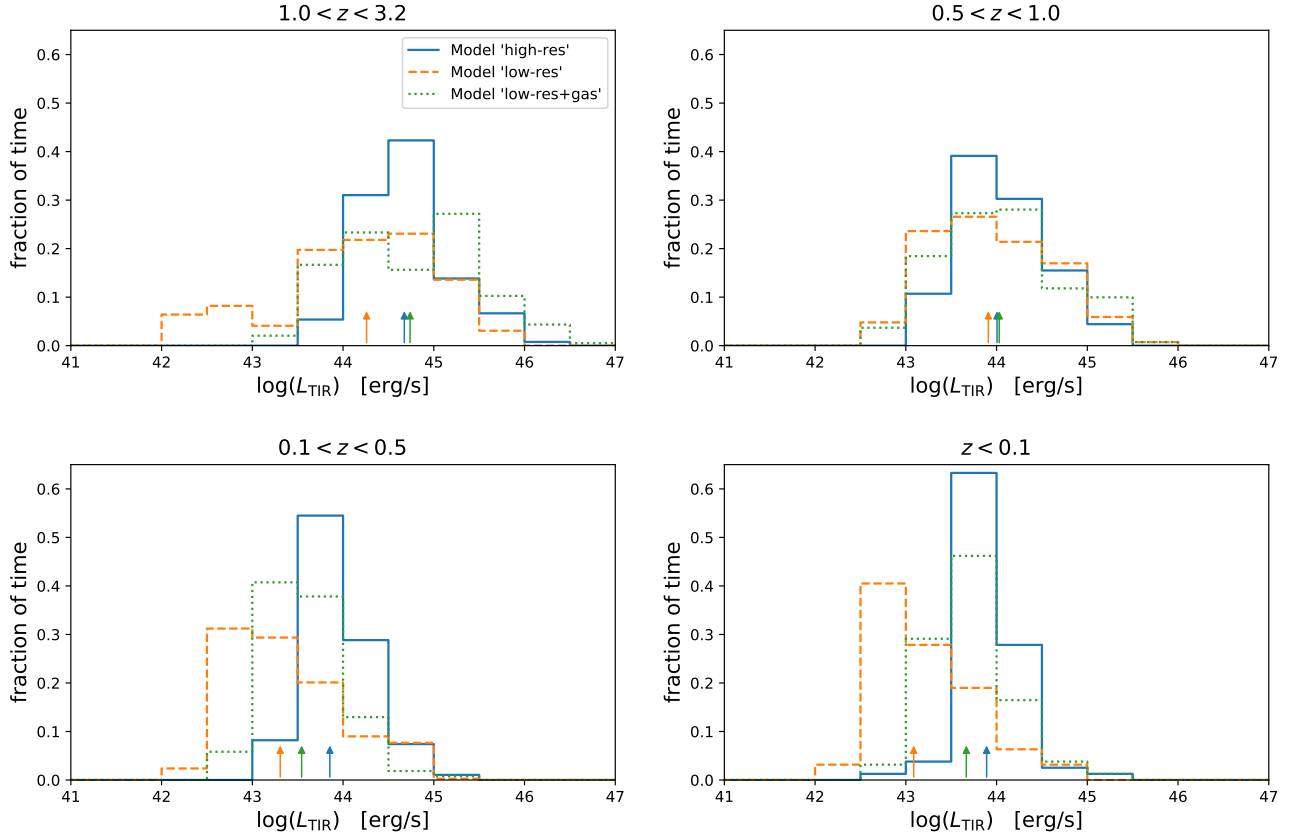 1.0 < z < 3.2
0.6
0.5
0.4
0.3
0.2
0.1
0.0
fraction of time
Model 'high-res'
Model 'low-res'
Model 'low-res+gas'
41 42 43 44 45 46 47
log(L_TIR) [erg/s]
0.5 < z < 1.0
0.6
0.5
0.4
0.3
0.2
0.1
0.0
fraction of time
41 42 43 44 45 46 47
log(L_TIR) [erg/s]
0.1 < z < 0.5
0.6
0.5
0.4
0.3
0.2
0.1
0.0
fraction of time
41 42 43 44 45 46 47
log(L_TIR) [erg/s]
z < 0.1
0.6
0.5
0.4
0.3
0.2
0.1
0.0
fraction of time
41 42 43 44 45 46 47
log(L_TIR) [erg/s]